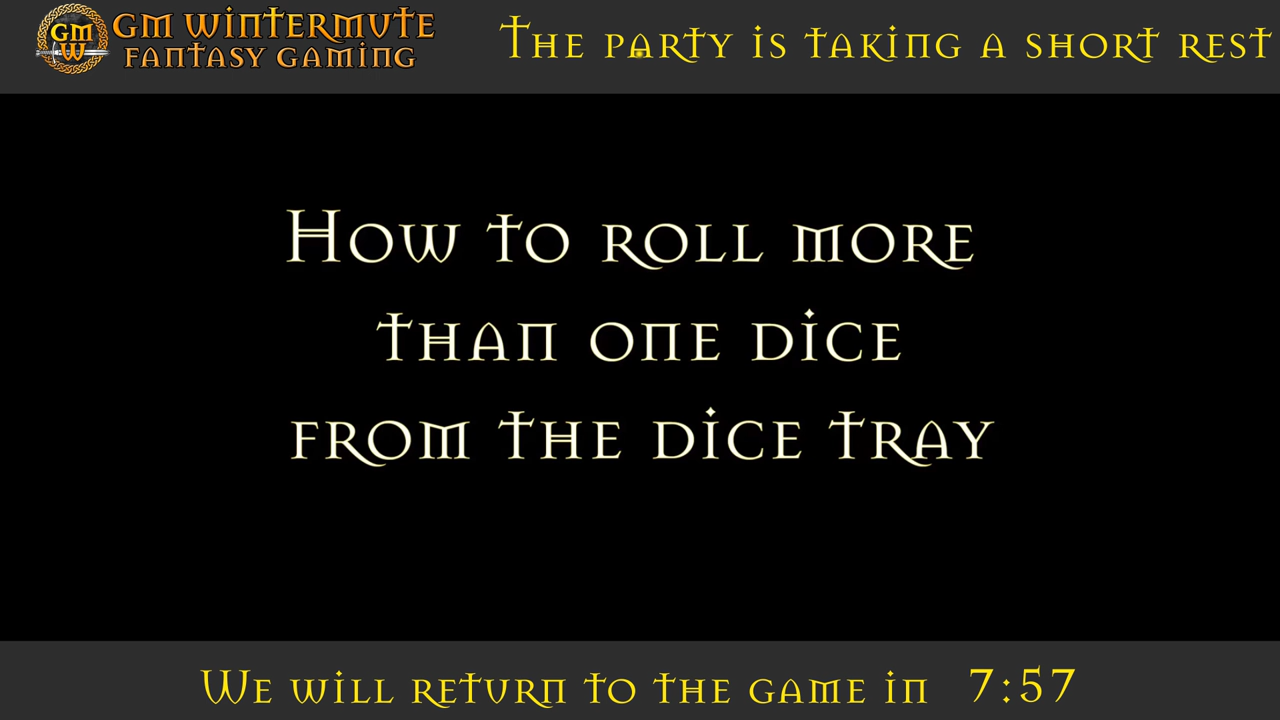 GM
W
GM WINTERMUTE
FANTASY GAMING
The party is taking a short rest
How to roll more
than one dice
from the dice tray
We will return to the game in 7:57